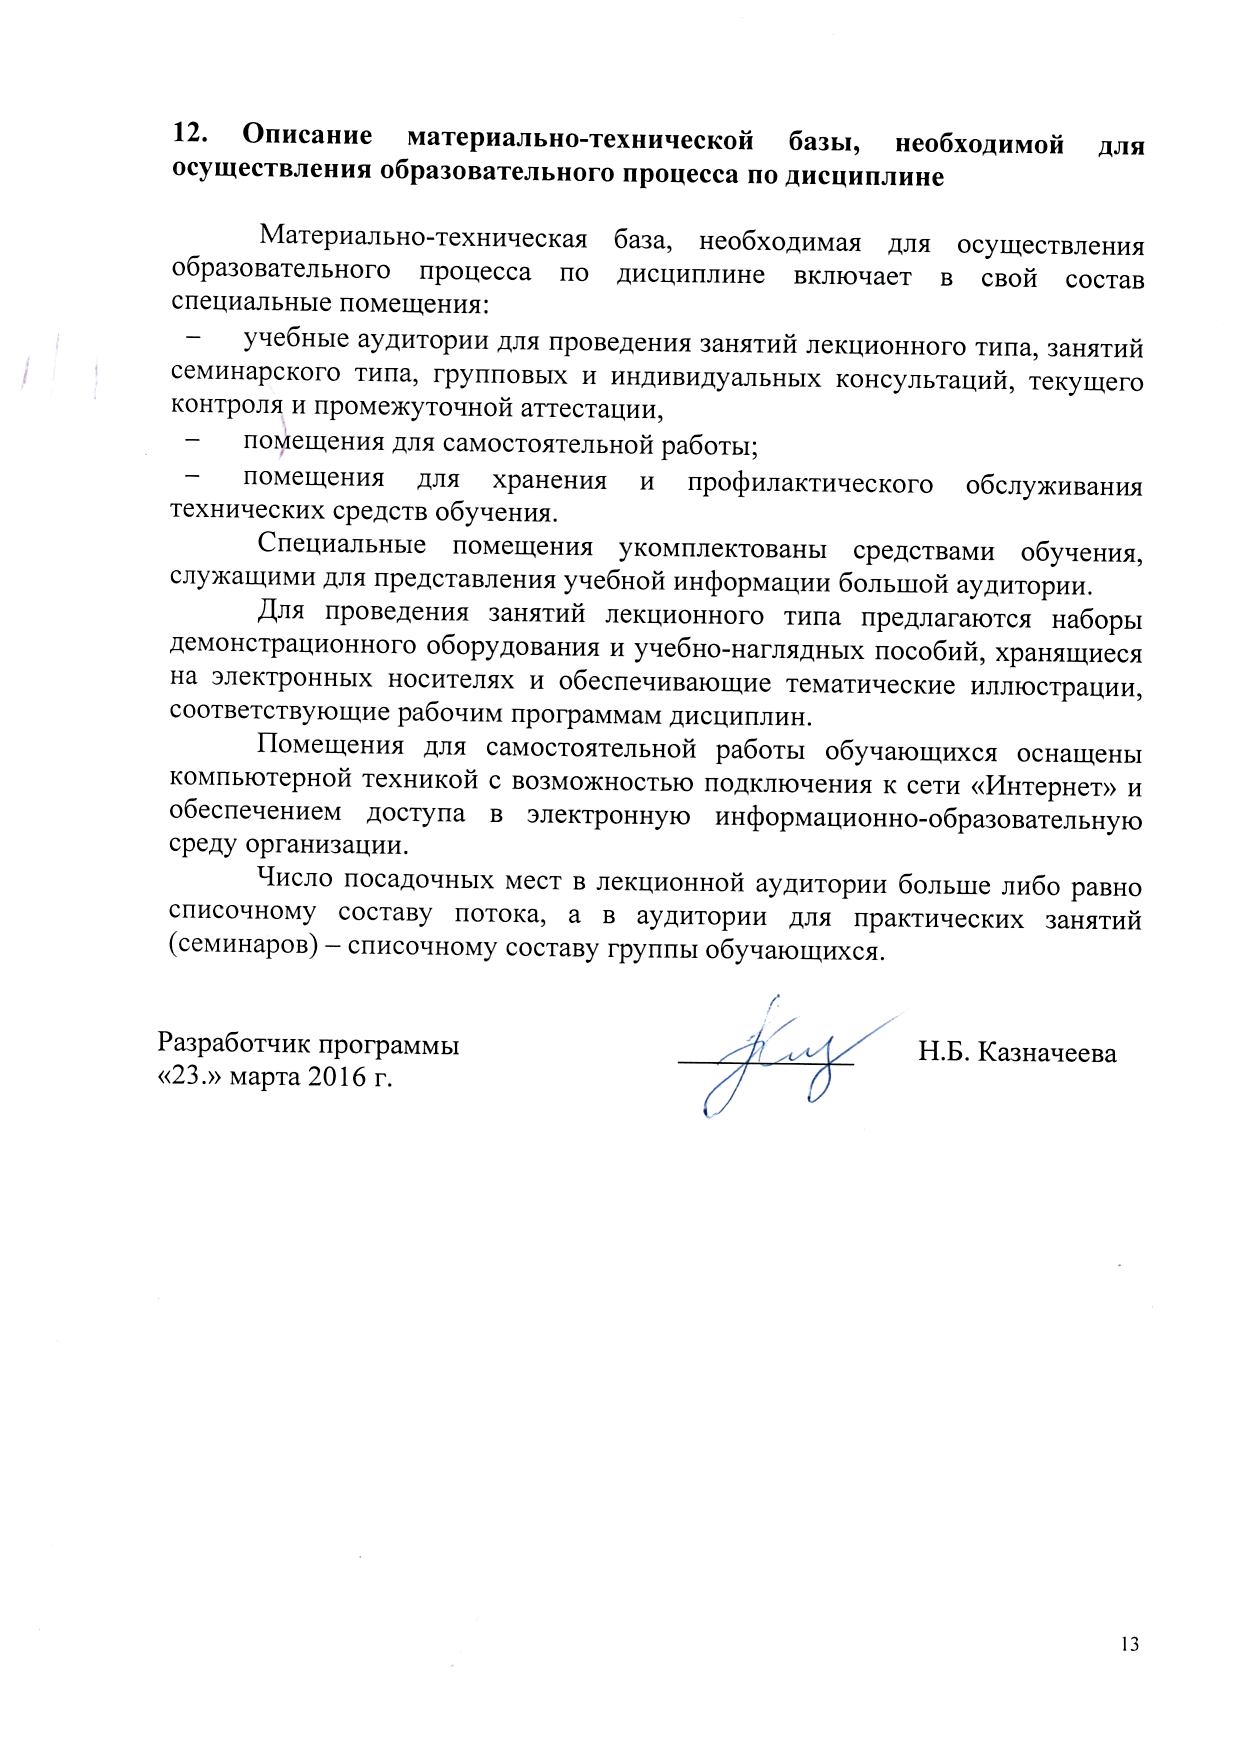 12. Описание материально-технической базы, необходимой для
осуществления образовательного процесса по дисциплине
Материально-техническая база, необходимая для осуществления
образовательного процесса по дисциплине включает в свой состав
специальные помещения:
– учебные аудитории для проведения занятий лекционного типа, занятий
семинарского типа, групповых и индивидуальных консультаций, текущего
контроля и промежуточной аттестации,
– помещения для самостоятельной работы;
– помещения для хранения и профилактического обслуживания
технических средств обучения.
Специальные помещения укомплектованы средствами обучения,
служащими для представления учебной информации большой аудитории.
Для проведения занятий лекционного типа предлагаются наборы
демонстрационного оборудования и учебно-наглядных пособий, хранящиеся
на электронных носителях и обеспечивающие тематические иллюстрации,
соответствующие рабочим программам дисциплин.
Помещения для самостоятельной работы обучающихся оснащены
компьютерной техникой с возможностью подключения к сети «Интернет» и
обеспечением доступа в электронную информационно-образовательную
среду организации.
Число посадочных мест в лекционной аудитории больше либо равно
списочному составу потока, а в аудитории для практических занятий
(семинаров) – списочному составу группы обучающихся.
Разработчик программы Н.Б. Казначеева
«23.» марта 2016 г.
13